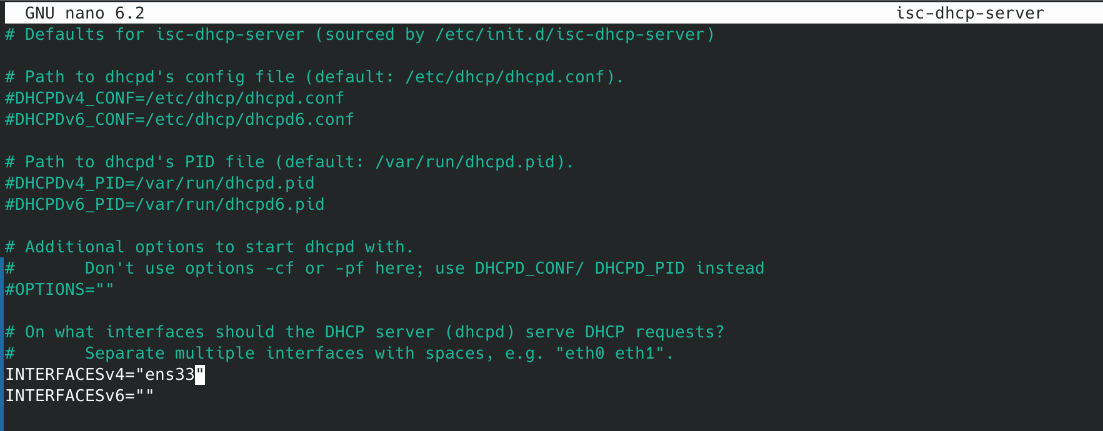 GNU nano 6.2 isc-dhcp-server
# Defaults for isc-dhcp-server (sourced by /etc/init.d/isc-dhcp-server)
# Path to dhcpd's config file (default: /etc/dhcp/dhcpd.conf).
#DHCPDv4_CONF=/etc/dhcp/dhcpd.conf
#DHCPDv6_CONF=/etc/dhcp/dhcpd6.conf
# Path to dhcpd's PID file (default: /var/run/dhcpd.pid).
#DHCPDv4_PID=/var/run/dhcpd.pid
#DHCPDv6_PID=/var/run/dhcpd6.pid
# Additional options to start dhcpd with.
#       Don't use options -cf or -pf here; use DHCPD_CONF/ DHCPD_PID instead
#OPTIONS=""
# On what interfaces should the DHCP server (dhcpd) serve DHCP requests?
#       Separate multiple interfaces with spaces, e.g. "eth0 eth1".
INTERFACESv4="ens33"
INTERFACESv6=""